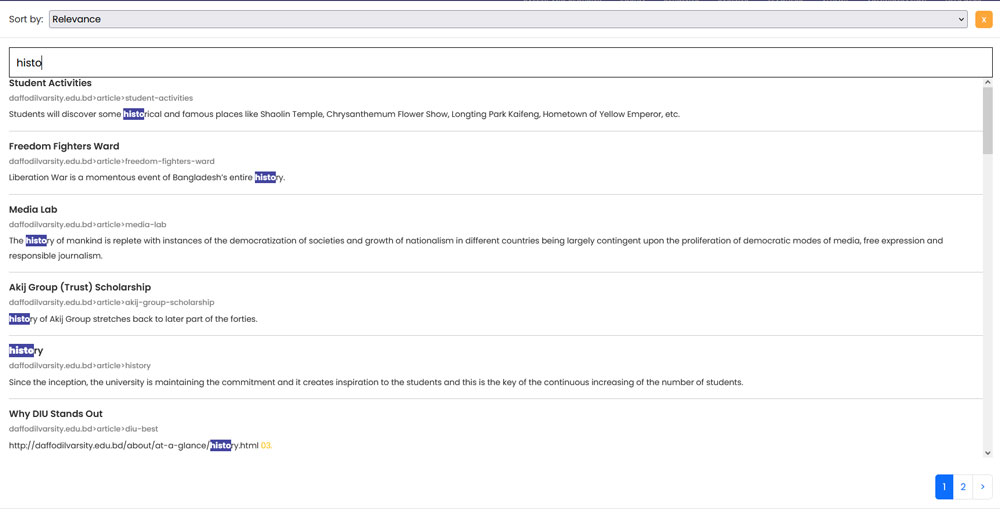 Sort by: Relevance x
histo
Student Activities
daffodilvarsity.edu.bd>article>student-activities
Students will discover some historical and famous places like Shaolin Temple, Chrysanthemum Flower Show, Longting Park Kaifeng, Hometown of Yellow Emperor, etc.
Freedom Fighters Ward
daffodilvarsity.edu.bd>article>freedom-fighters-ward
Liberation War is a momentous event of Bangladesh's entire history.
Media Lab
daffodilvarsity.edu.bd>article>media-lab
The history of mankind is replete with instances of the democratization of societies and growth of nationalism in different countries being largely contingent upon the proliferation of democratic modes of media, free expression and
responsible journalism.
Akij Group (Trust) Scholarship
daffodilvarsity.edu.bd>article>akij-group-scholarship
history of Akij Group stretches back to later part of the forties.
history
daffodilvarsity.edu.bd>article>history
Since the inception, the university is maintaining the commitment and it creates inspiration to the students and this is the key of the continuous increasing of the number of students.
Why DIU Stands Out
daffodilvarsity.edu.bd>article>diu-best
http://daffodilvarsity.edu.bd/about/at-a-glance/history.html 03.
1 2 >